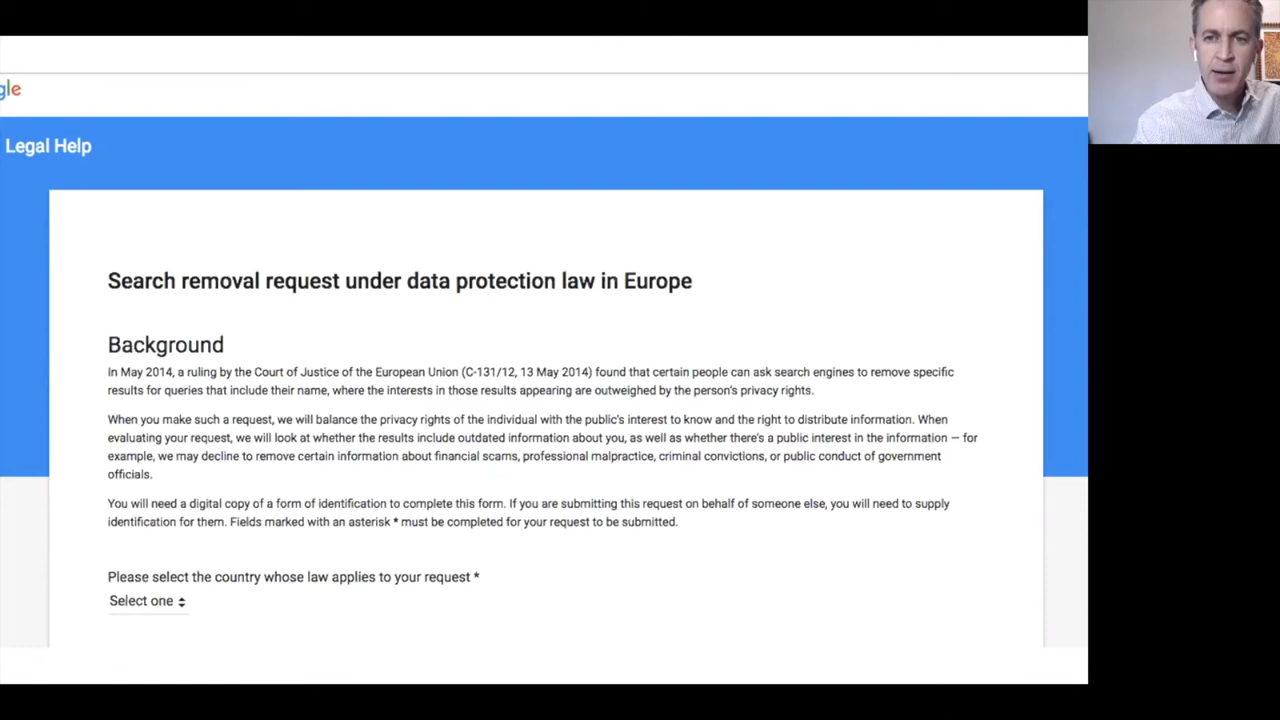 gle
Legal Help
Search removal request under data protection law in Europe
Background
In May 2014, a ruling by the Court of Justice of the European Union (C-131/12, 13 May 2014) found that certain people can ask search engines to remove specific
results for queries that include their name, where the interests in those results appearing are outweighed by the person's privacy rights.
When you make such a request, we will balance the privacy rights of the individual with the public's interest to know and the right to distribute information. When
evaluating your request, we will look at whether the results include outdated information about you, as well as whether there's a public interest in the information — for
example, we may decline to remove certain information about financial scams, professional malpractice, criminal convictions, or public conduct of government
officials.
You will need a digital copy of a form of identification to complete this form. If you are submitting this request on behalf of someone else, you will need to supply
identification for them. Fields marked with an asterisk * must be completed for your request to be submitted.
Please select the country whose law applies to your request *
Select one